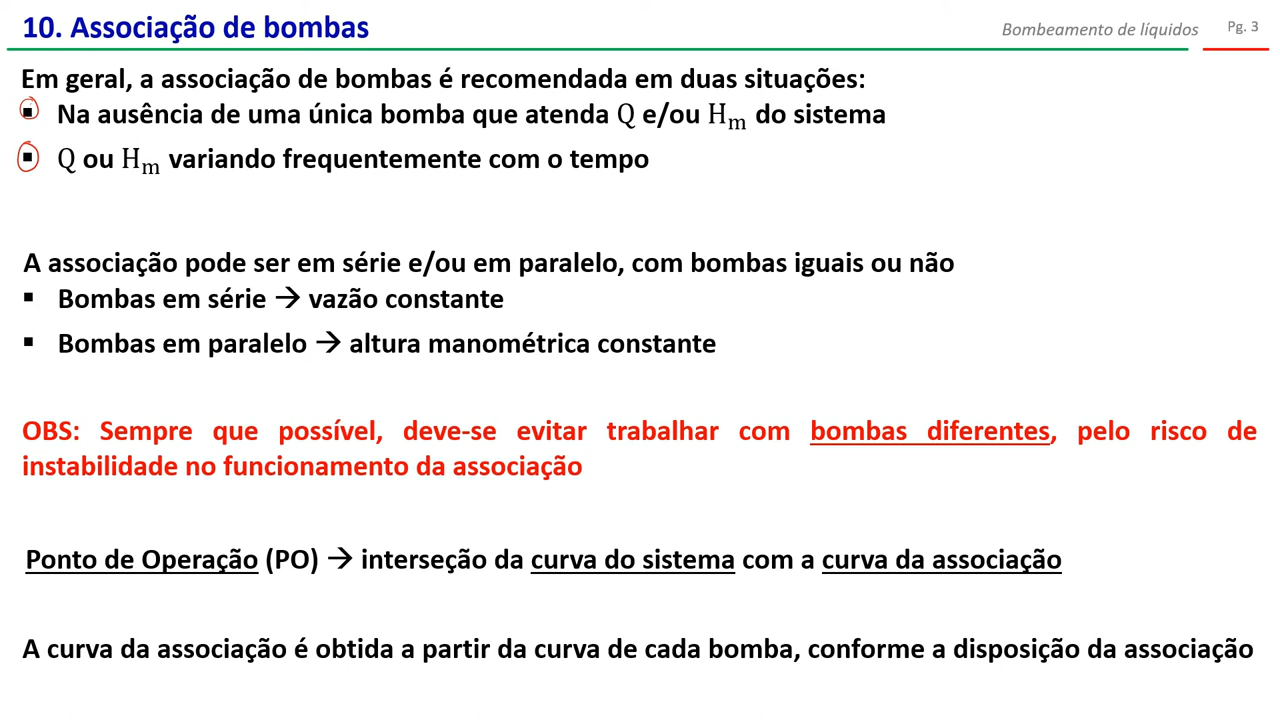 10. Associação de bombas
Bombeamento de líquidos
Pg. 3
Em geral, a associação de bombas é recomendada em duas situações:
▪ Na ausência de uma única bomba que atenda Q e/ou Hₘ do sistema
▪ Q ou Hₘ variando frequentemente com o tempo
A associação pode ser em série e/ou em paralelo, com bombas iguais ou não
▪ Bombas em série → vazão constante
▪ Bombas em paralelo → altura manométrica constante
OBS: Sempre que possível, deve-se evitar trabalhar com bombas diferentes, pelo risco de
instabilidade no funcionamento da associação
Ponto de Operação (PO) → interseção da curva do sistema com a curva da associação
A curva da associação é obtida a partir da curva de cada bomba, conforme a disposição da associação